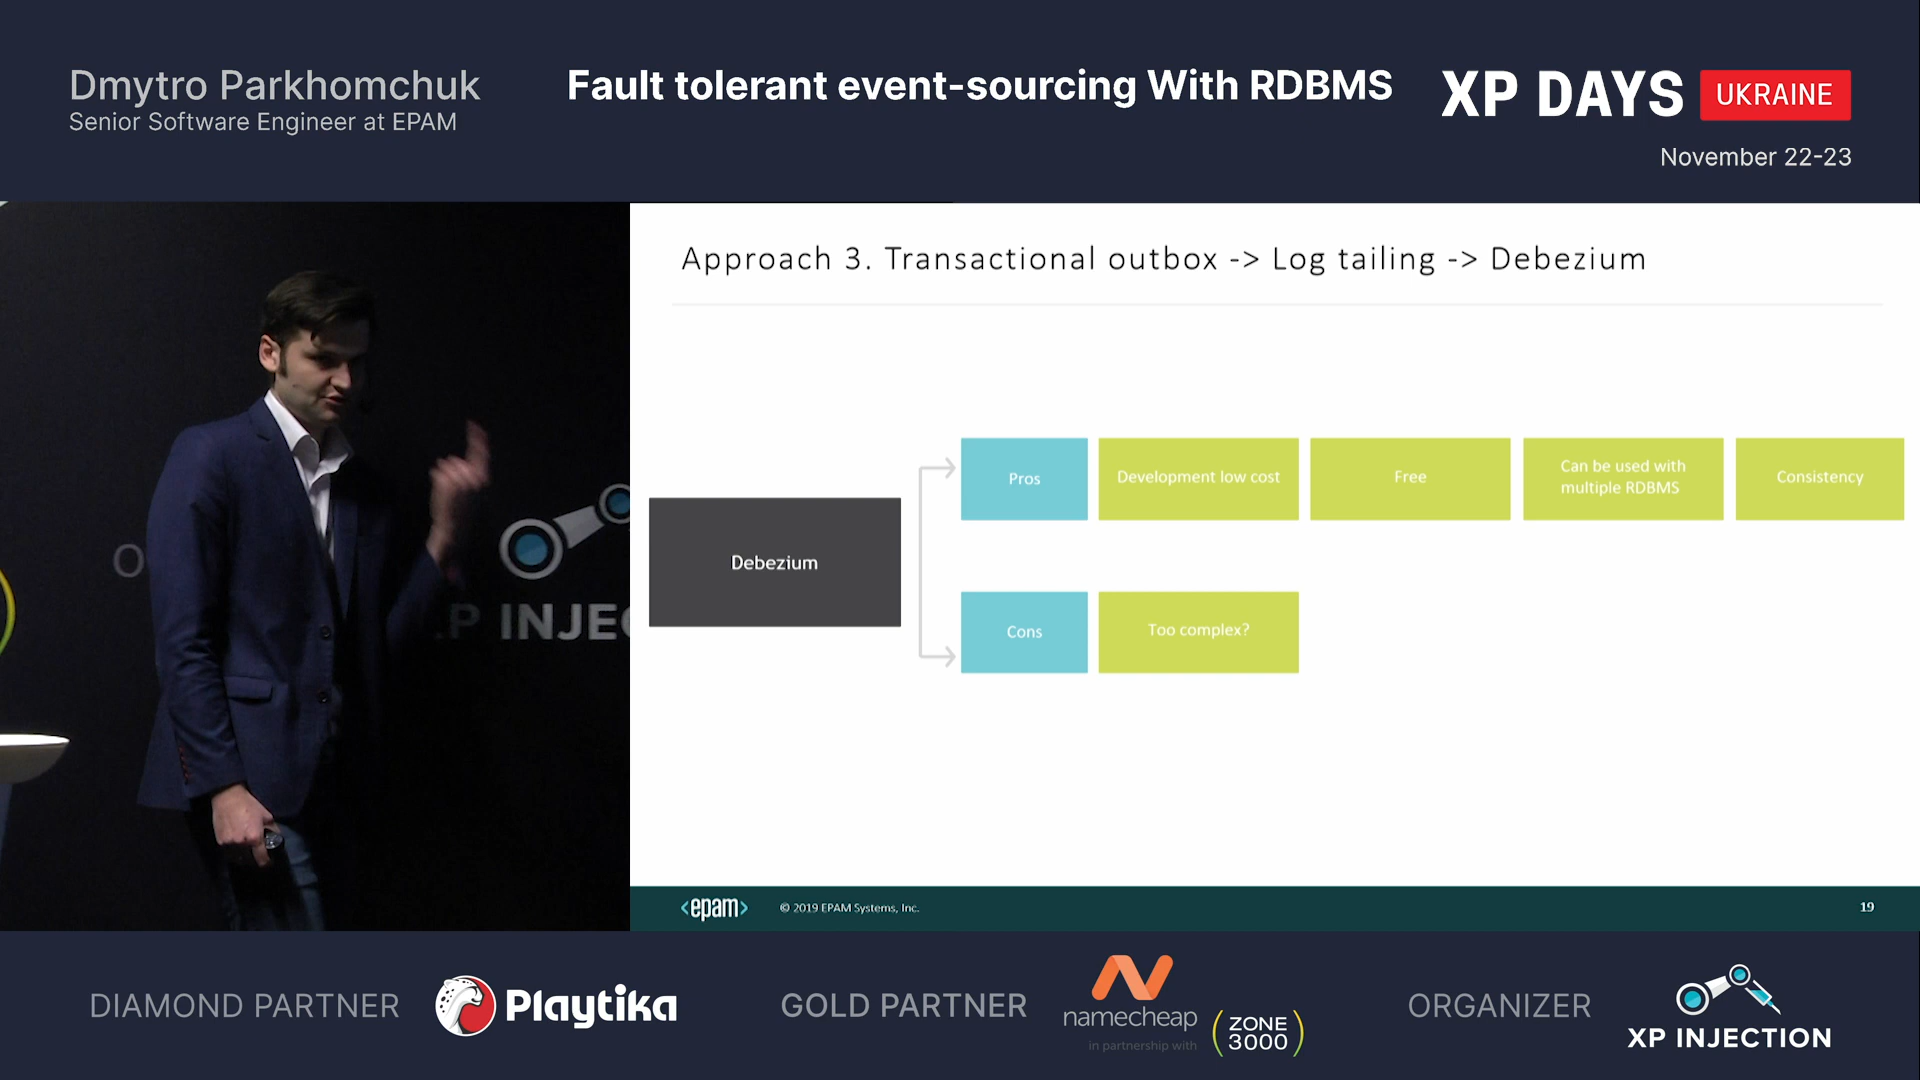 Dmytro Parkhomchuk
Senior Software Engineer at EPAM
Fault tolerant event-sourcing With RDBMS
XP DAYS UKRAINE
November 22-23
Approach 3. Transactional outbox -> Log tailing -> Debezium
Debezium
Pros
Development low cost
Free
Can be used with
multiple RDBMS
Consistency
Cons
Too complex?
<epam>
© 2019 EPAM Systems, Inc.
19
O
P INJEC
DIAMOND PARTNER
Playtika
GOLD PARTNER
namecheap
in partnership with
ZONE
3000
ORGANIZER
XP INJECTION